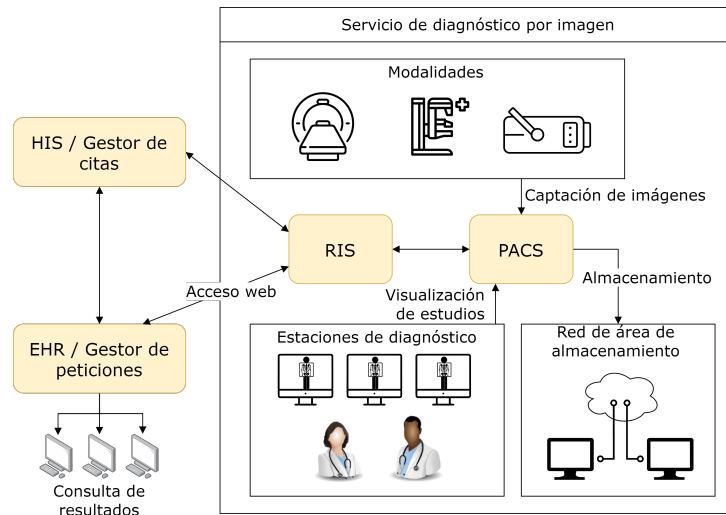 Servicio de diagnóstico por imagen
Modalidades
HIS / Gestor de
citas
Captación de imágenes
RIS
PACS
Acceso web
Almacenamiento
Visualización
de estudios
EHR / Gestor de
peticiones
Estaciones de diagnóstico
Red de área de
almacenamiento
Consulta de
resultados